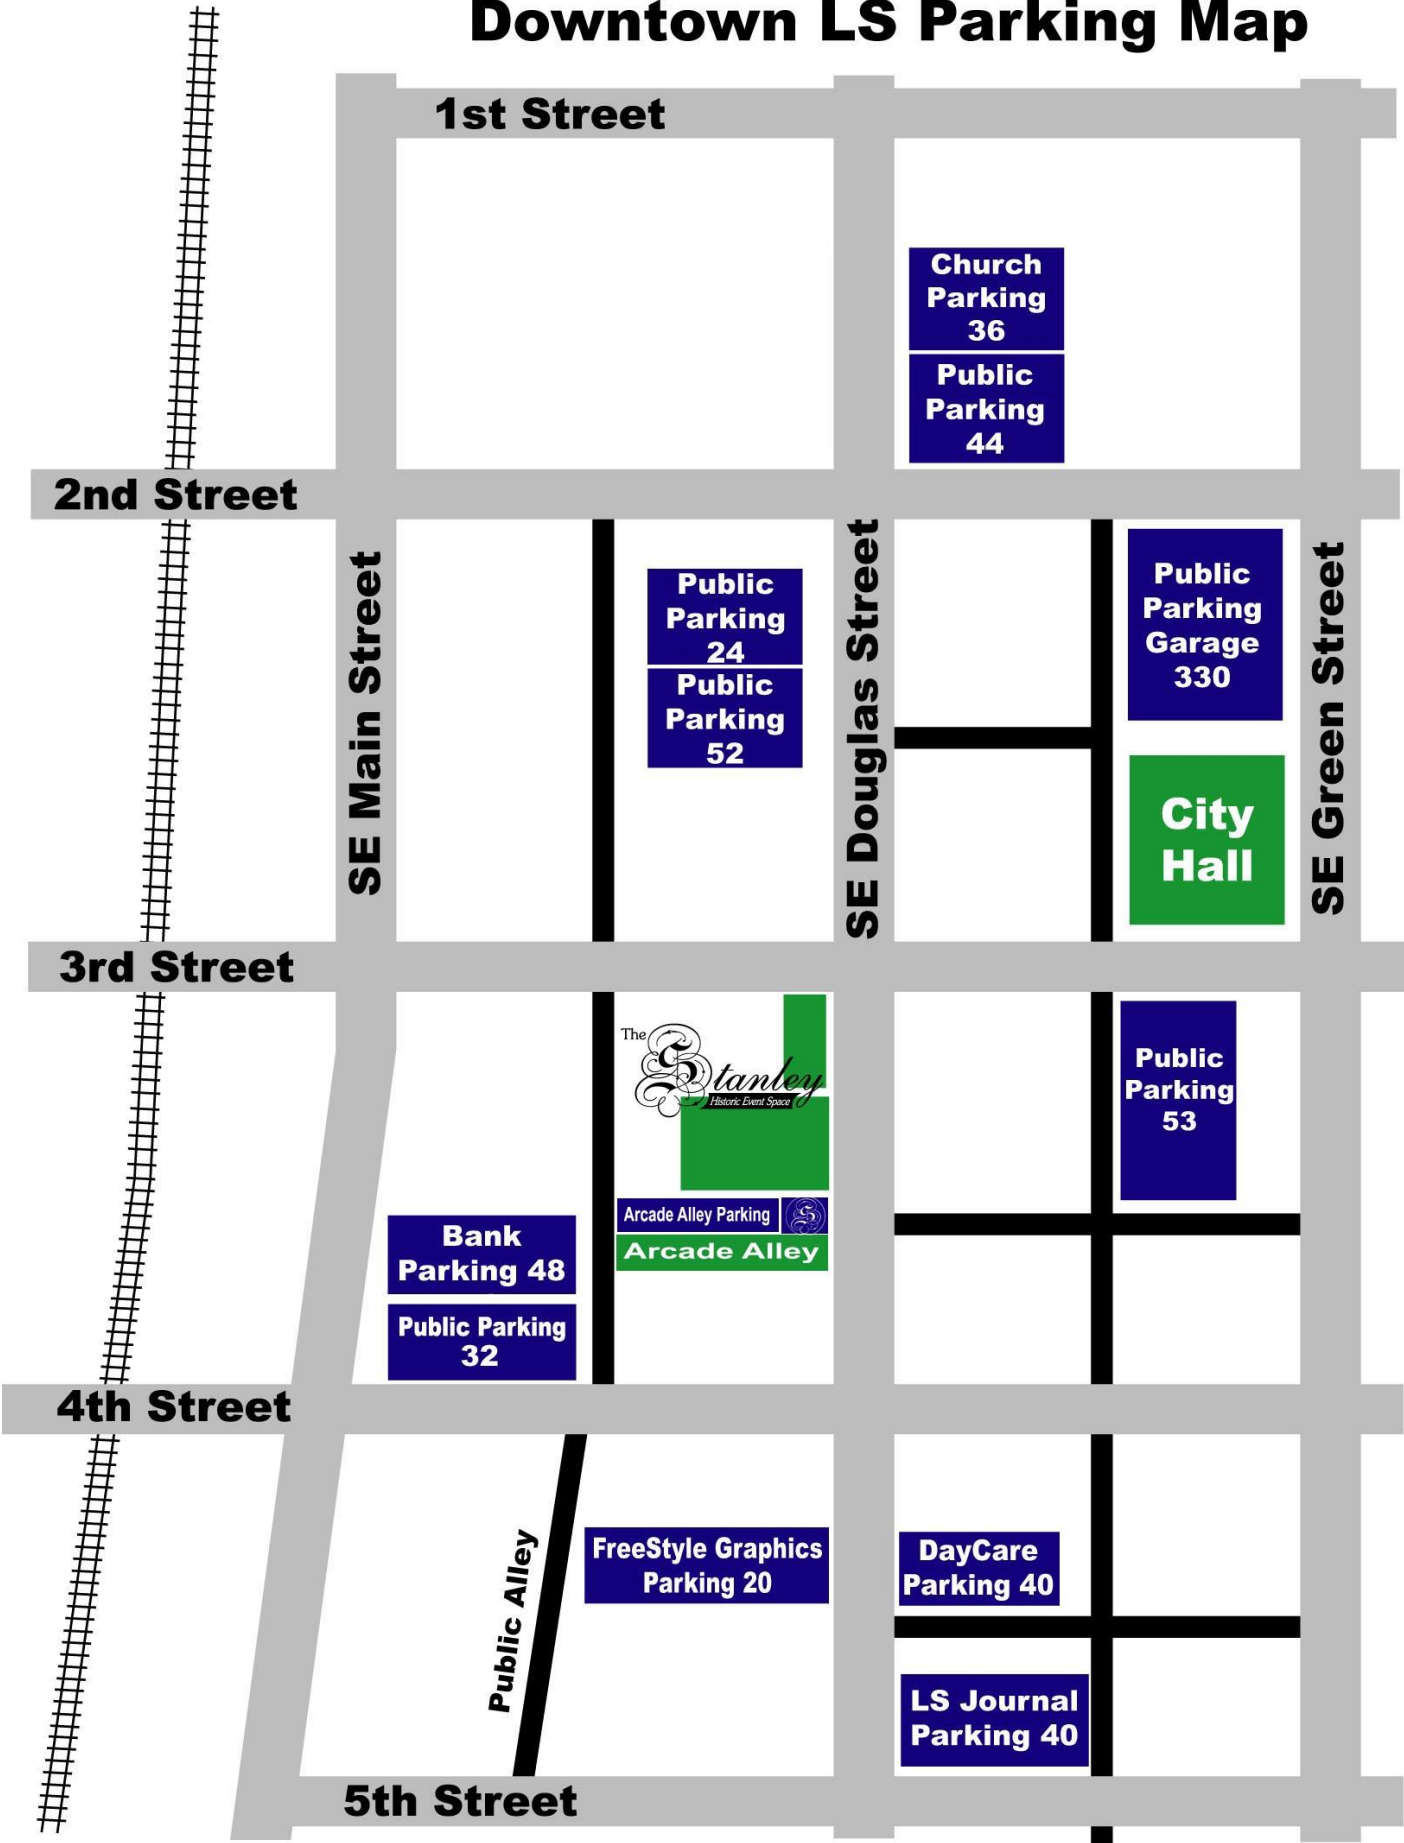 Downtown LS Parking Map
1st Street
Church
Parking
36
Public
Parking
44
2nd Street
SE Main Street
Public
Parking
24
Public
Parking
52
SE Douglas Street
Public
Parking
Garage
330
City
Hall
SE Green Street
3rd Street
The
Stanley
Historic Event Space
Public
Parking
53
Arcade Alley Parking
S
Arcade Alley
Bank
Parking 48
Public Parking
32
4th Street
Public Alley
FreeStyle Graphics
Parking 20
DayCare
Parking 40
LS Journal
Parking 40
5th Street